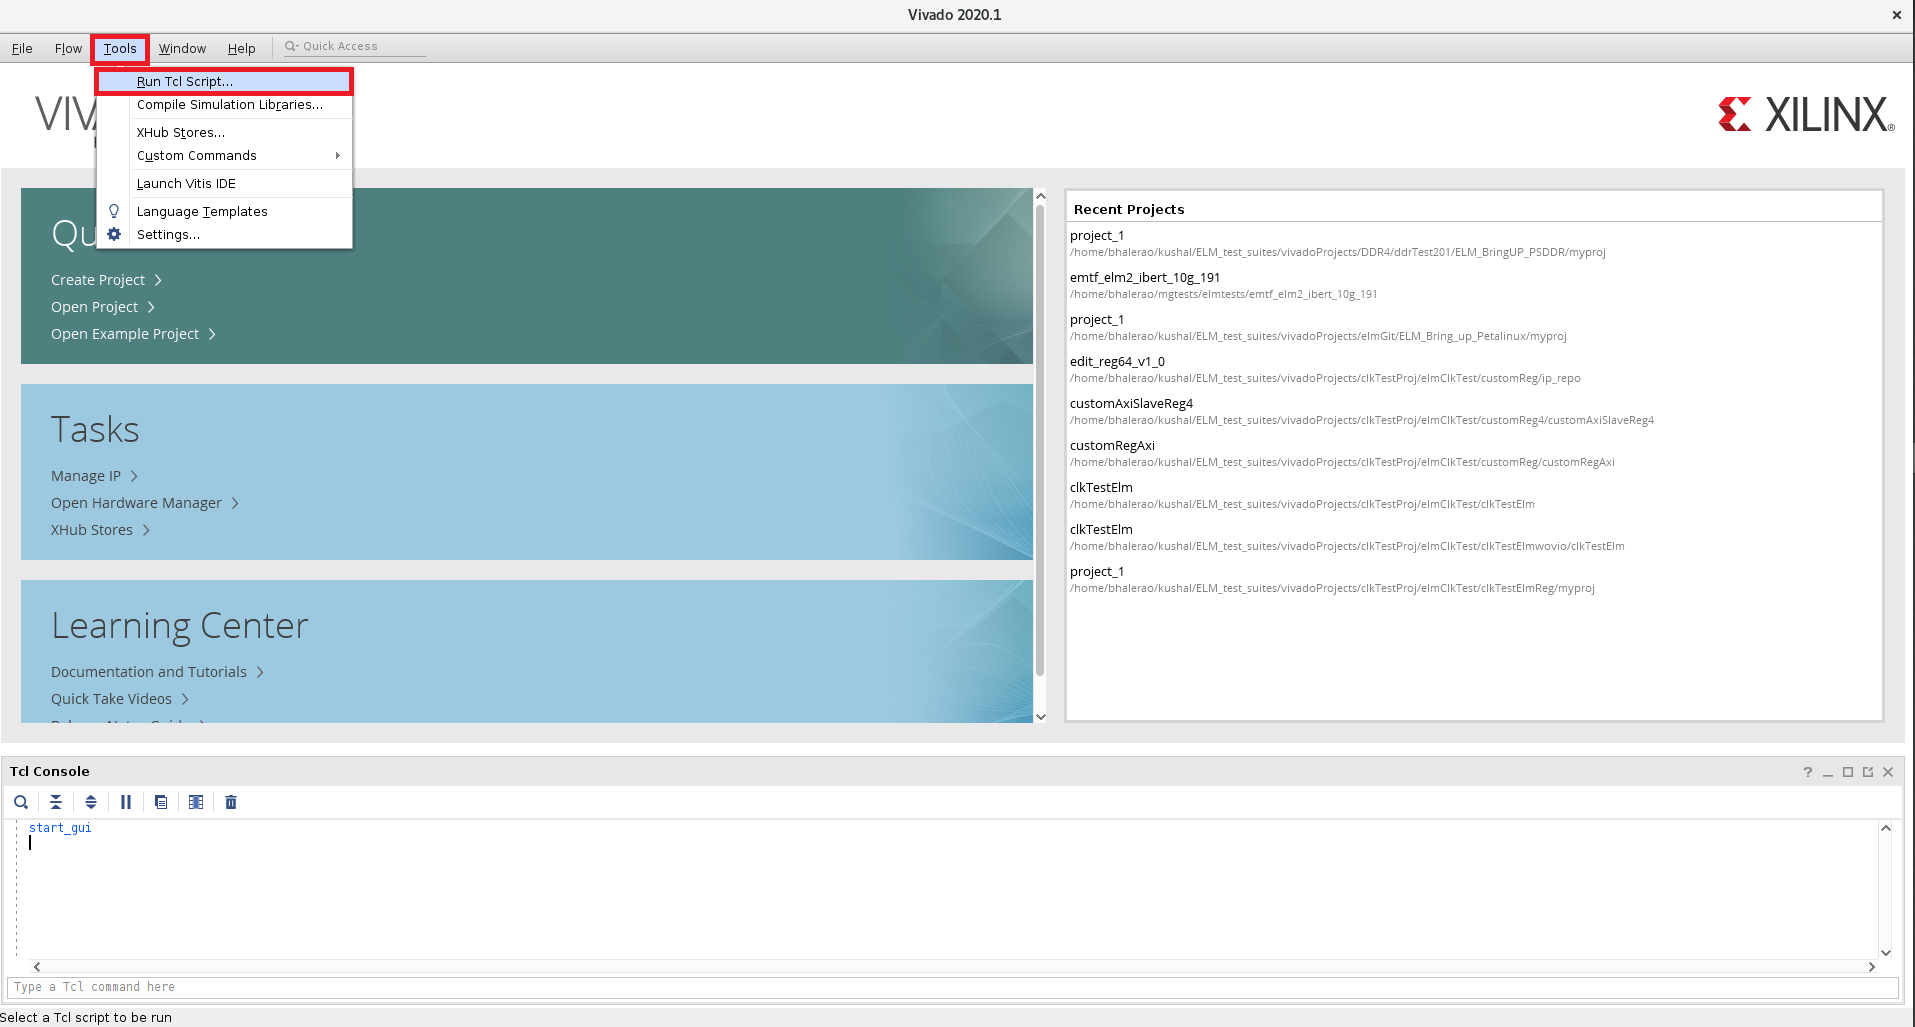 Vivado 2020.1
File Flow Tools Window Help Quick Access
Run Tcl Script...
Compile Simulation Libraries...
XHub Stores...
Custom Commands
Launch Vitis IDE
Language Templates
Settings...
VIV
XILINX®
Qu
Create Project
Open Project
Open Example Project
Tasks
Manage IP
Open Hardware Manager
XHub Stores
Learning Center
Documentation and Tutorials
Quick Take Videos
Recent Projects
project_1
/home/bhalerao/kushal/ELM_test_suites/vivadoProjects/DDR4/ddrTest201/ELM_BringUP_PSDDR/myproj
emtf_elm2_ibert_10g_191
/home/bhalerao/mgtests/elmtests/emtf_elm2_ibert_10g_191
project_1
/home/bhalerao/kushal/ELM_test_suites/vivadoProjects/elmGit/ELM_Bring_up_Petalinux/myproj
edit_reg64_v1_0
/home/bhalerao/kushal/ELM_test_suites/vivadoProjects/clkTestProj/elmClkTest/customReg/ip_repo
customAxiSlaveReg4
/home/bhalerao/kushal/ELM_test_suites/vivadoProjects/clkTestProj/elmClkTest/customReg4/customAxiSlaveReg4
customRegAxi
/home/bhalerao/kushal/ELM_test_suites/vivadoProjects/clkTestProj/elmClkTest/customReg/customRegAxi
clkTestElm
/home/bhalerao/kushal/ELM_test_suites/vivadoProjects/clkTestProj/elmClkTest/clkTestElm
clkTestElm
/home/bhalerao/kushal/ELM_test_suites/vivadoProjects/clkTestProj/elmClkTest/clkTestElmwovio/clkTestElm
project_1
/home/bhalerao/kushal/ELM_test_suites/vivadoProjects/clkTestProj/elmClkTest/clkTestElmReg/myproj
Tcl Console
start_gui
Type a Tcl command here
Select a Tcl script to be run